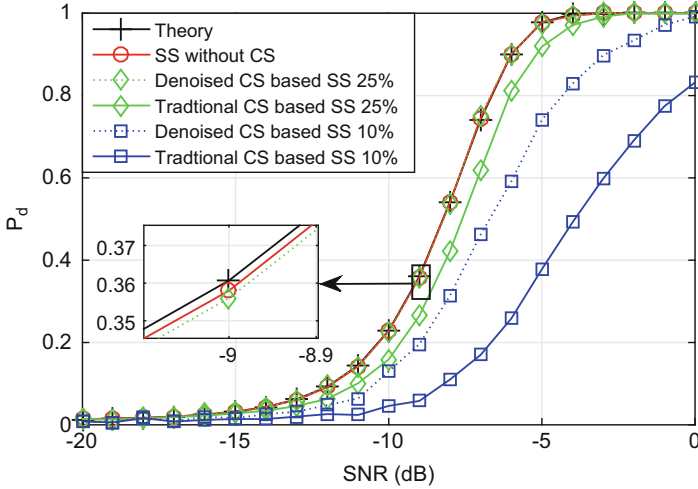 Theory
SS without CS
Denoised CS based SS 25%
Tradtional CS based SS 25%
Denoised CS based SS 10%
Tradtional CS based SS 10%
1
0.8
0.6
0.4
0.2
0
P_d
0.37
0.36
0.35
-9
-8.9
-20
-15
-10
-5
0
SNR (dB)